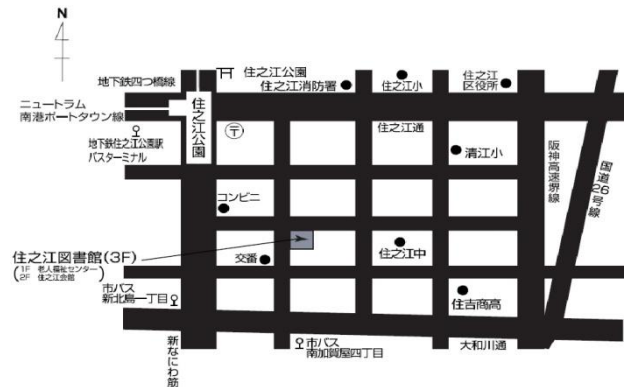 N
地下鉄四つ橋線
ニュートラム
南港ポートタウン線
地下鉄住之江公園駅
バスターミナル
住之江公園
住之江公園
住之江消防署
住之江小
住之江
区役所
〒
住之江通
清江小
阪神高速堺線
国道26号線
コンビニ
住之江図書館(3F)
(1F 老人福祉センター
2F 住之江会館)
交番
住之江中
市バス
新北島一丁目
住吉商高
新なにわ筋
市バス
南加賀屋四丁目
大和川通